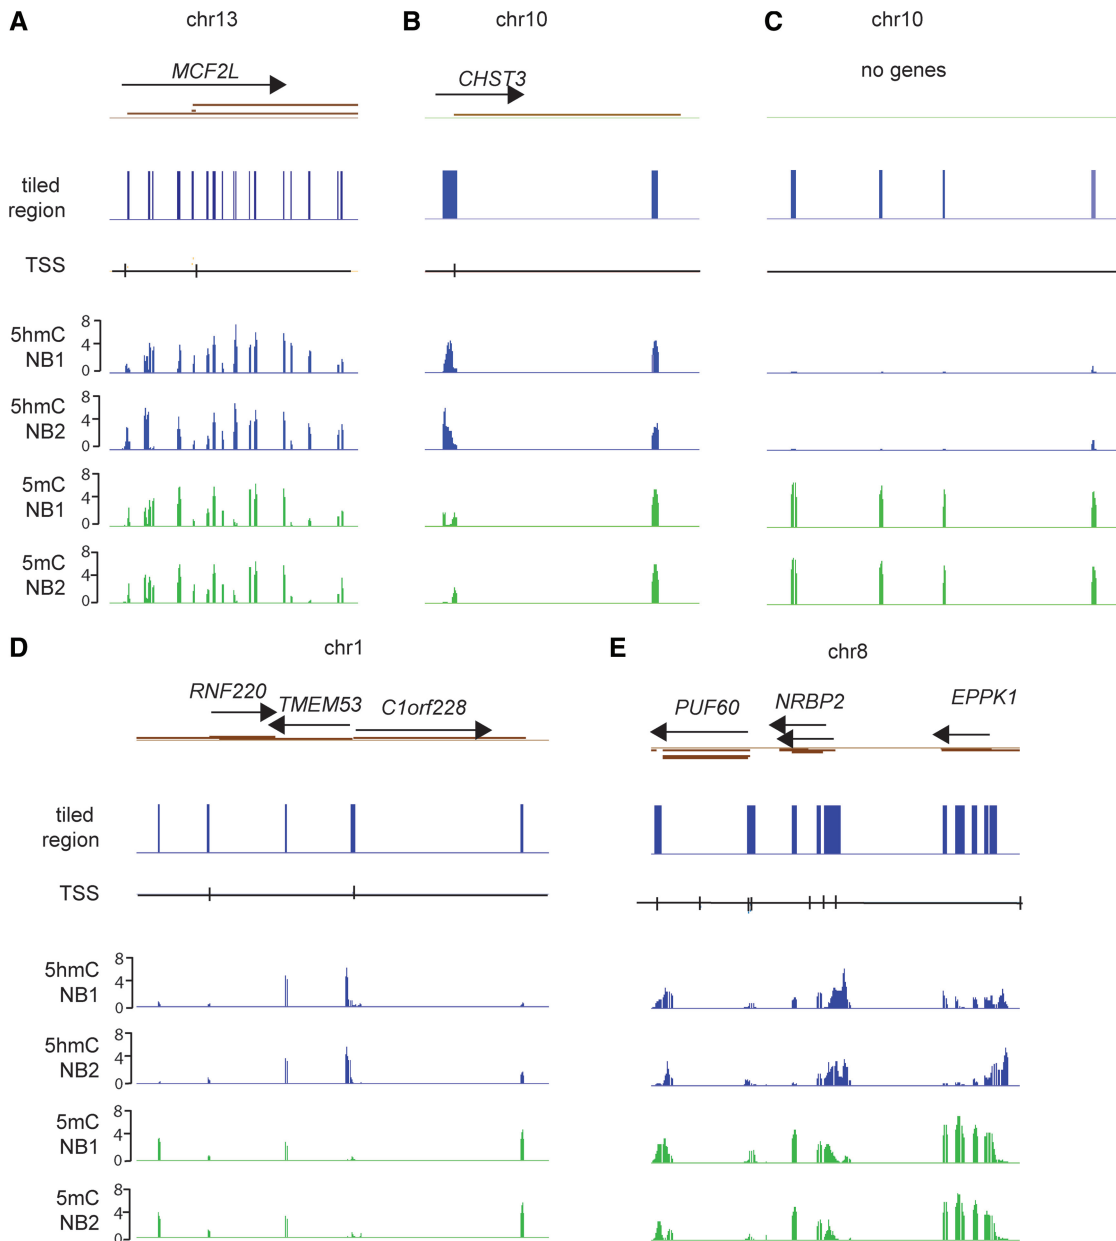 A
chr13
MCF2L
tiled
region
TSS
8
5hmC
4
NB1
0
8
5hmC
4
NB2
0
8
5mC
4
NB1
0
8
5mC
4
NB2
0
B
chr10
CHST3
C
chr10
no genes
D
chr1
RNF220
TMEM53
C1orf228
tiled
region
TSS
8
5hmC
4
NB1
0
8
5hmC
4
NB2
0
8
5mC
4
NB1
0
8
5mC
4
NB2
0
E
chr8
PUF60
NRBP2
EPPK1